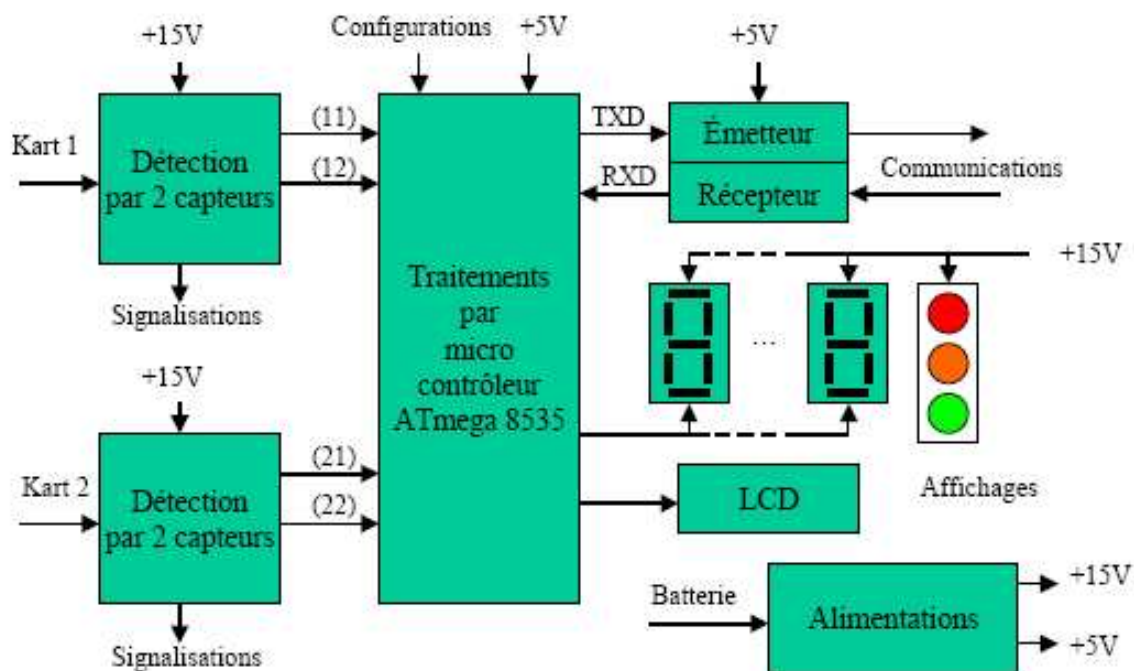 +15V
Configurations
+5V
+5V
Kart 1
Détection
par 2 capteurs
(11)
(12)
Signalisations
Traitements
par
micro
contrôleur
ATmega 8535
TXD
RXD
Émetteur
Récepteur
Communications
+15V
...
Affichages
+15V
Kart 2
Détection
par 2 capteurs
(21)
(22)
Signalisations
LCD
Batterie
Alimentations
+15V
+5V